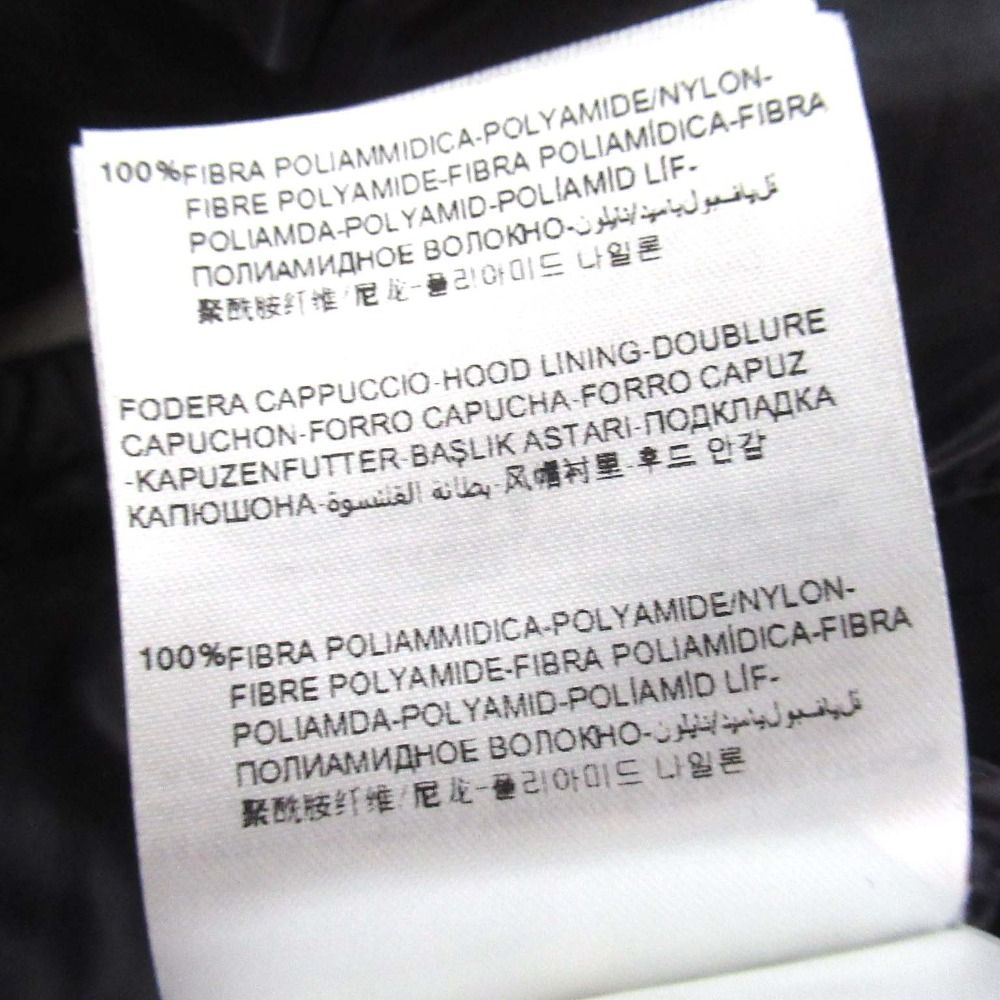 100%FIBRA POLIAMMIDICA-POLYAMIDE/NYLON-
FIBRE POLYAMIDE-FIBRA POLIAMÍDICA-FIBRA
POLIAMDA-POLYAMID-POLİAMİD LİF-
ПОЛИАМИДНОЕ ВОЛОКНО-
聚酰胺纤维/尼龙-폴리아미드 나일론
FODERA CAPPUCCIO-HOOD LINING-DOUBLURE
CAPUCHON-FORRO CAPUCHA-FORRO CAPUZ
-KAPUZENFUTTER-BAŞLIK ASTARI-ПОДКЛАДКА
КАПЮШОНА-بطانة القلنسوة-风帽衬里-후드 안감
100%FIBRA POLIAMMIDICA-POLYAMIDE/NYLON-
FIBRE POLYAMIDE-FIBRA POLIAMÍDICA-FIBRA
POLIAMDA-POLYAMID-POLİAMİD LİF-
ПОЛИАМИДНОЕ ВОЛОКНО-
聚酰胺纤维/尼龙-폴리아미드 나일론